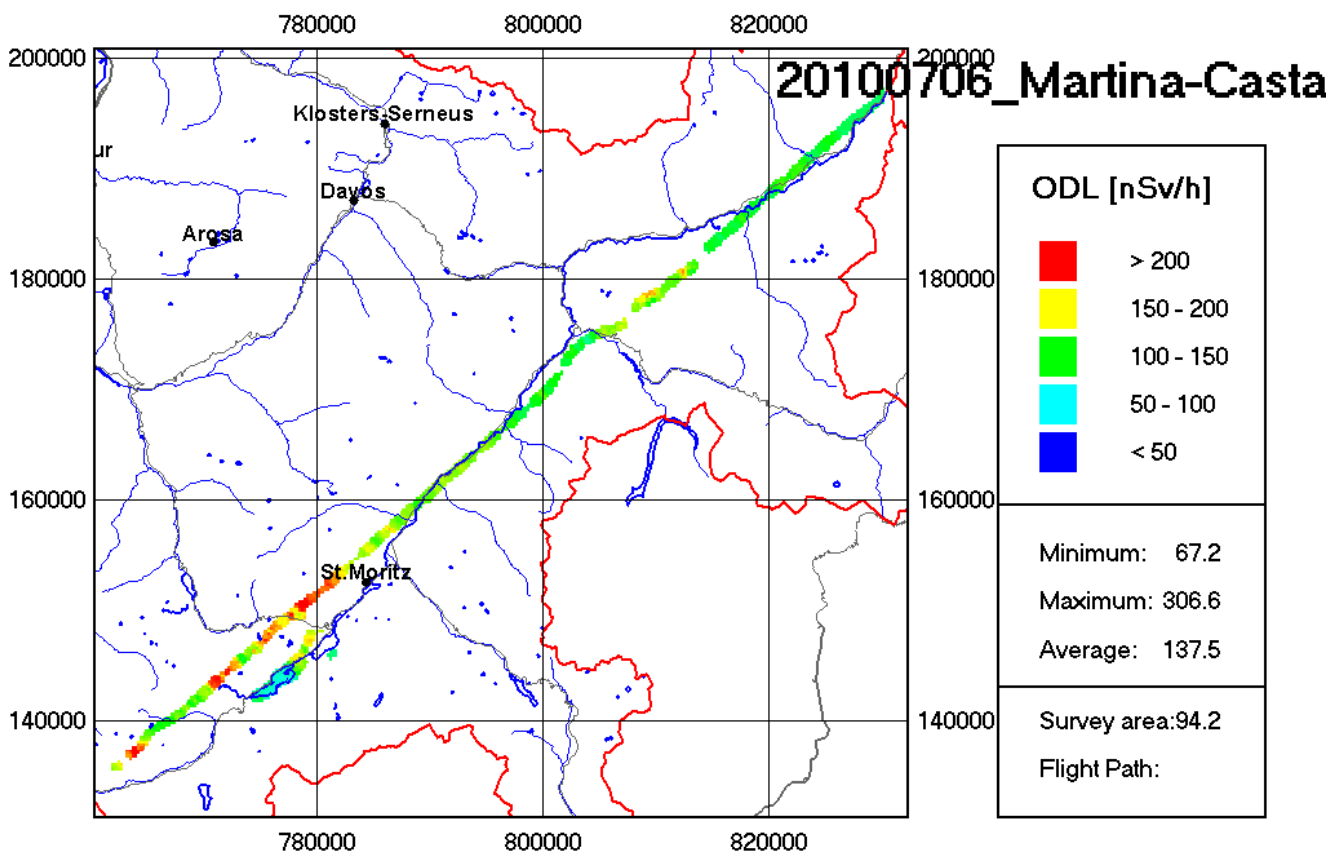 780000 800000 820000
200000 200000
20100706_Martina-Casta
Klosters-Serneus
ur
Davos
Arosa
180000 180000
160000 160000
St.Moritz
140000 140000
780000 800000 820000
ODL [nSv/h]
> 200
150 - 200
100 - 150
50 - 100
< 50
Minimum: 67.2
Maximum: 306.6
Average: 137.5
Survey area:94.2
Flight Path: